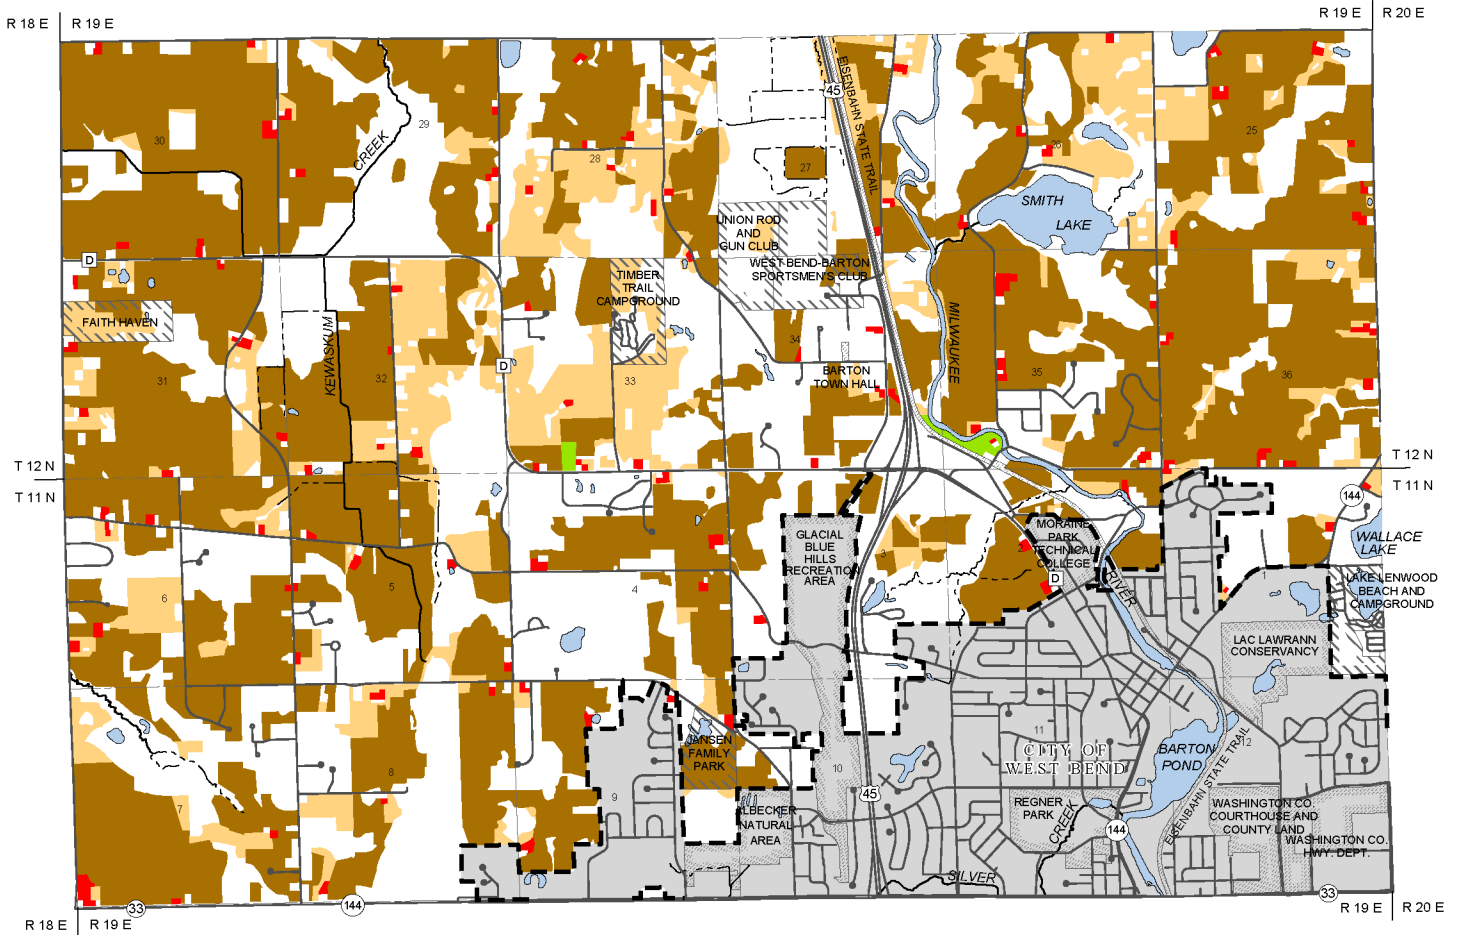 R 18 E
R 19 E
R 19 E
R 20 E
30
29
28
27
26
25
CREEK
45
EISENBAHN STATE TRAIL
SMITH
LAKE
UNION ROD
AND
GUN CLUB
WEST BEND-BARTON
SPORTSMEN'S CLUB
D
TIMBER
TRAIL
CAMPGROUND
FAITH HAVEN
KEWASKUM
MILWAUKEE
31
32
D
33
34
35
36
BARTON
TOWN HALL
T 12 N
T 11 N
T 12 N
T 11 N
144
WALLACE
LAKE
GLACIAL
BLUE
HILLS
RECREATION
AREA
MORAINE
PARK
TECHNICAL
COLLEGE
D
RIVER
6
5
4
3
2
1
LAKE LENWOOD
BEACH AND
CAMPGROUND
LAC LAWRANN
CONSERVANCY
JANSEN
FAMILY
PARK
7
8
9
10
11
12
CITY OF
WEST BEND
BARTON
POND
EISENBAHN STATE TRAIL
45
ALBECKER
NATURAL
AREA
REGNER
PARK
CREEK
SILVER
144
WASHINGTON CO.
COURTHOUSE AND
COUNTY LAND
WASHINGTON CO.
HWY. DEPT.
33
144
33
R 18 E
R 19 E
R 19 E
R 20 E